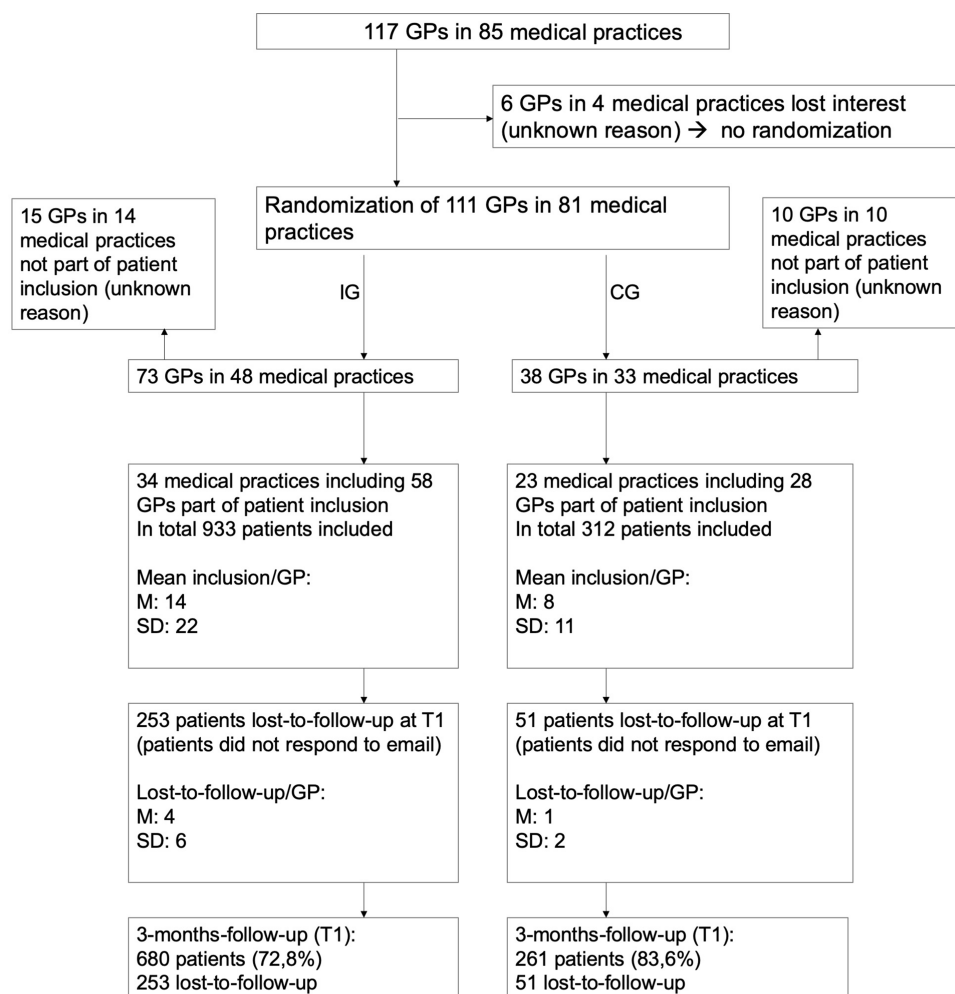 117 GPs in 85 medical practices
6 GPs in 4 medical practices lost interest
(unknown reason) → no randomization
Randomization of 111 GPs in 81 medical
practices
15 GPs in 14
medical practices
not part of patient
inclusion (unknown
reason)
10 GPs in 10
medical practices
not part of patient
inclusion (unknown
reason)
IG
CG
73 GPs in 48 medical practices
38 GPs in 33 medical practices
34 medical practices including 58
GPs part of patient inclusion
In total 933 patients included
Mean inclusion/GP:
M: 14
SD: 22
23 medical practices including 28
GPs part of patient inclusion
In total 312 patients included
Mean inclusion/GP:
M: 8
SD: 11
253 patients lost-to-follow-up at T1
(patients did not respond to email)
Lost-to-follow-up/GP:
M: 4
SD: 6
51 patients lost-to-follow-up at T1
(patients did not respond to email)
Lost-to-follow-up/GP:
M: 1
SD: 2
3-months-follow-up (T1):
680 patients (72,8%)
253 lost-to-follow-up
3-months-follow-up (T1):
261 patients (83,6%)
51 lost-to-follow-up